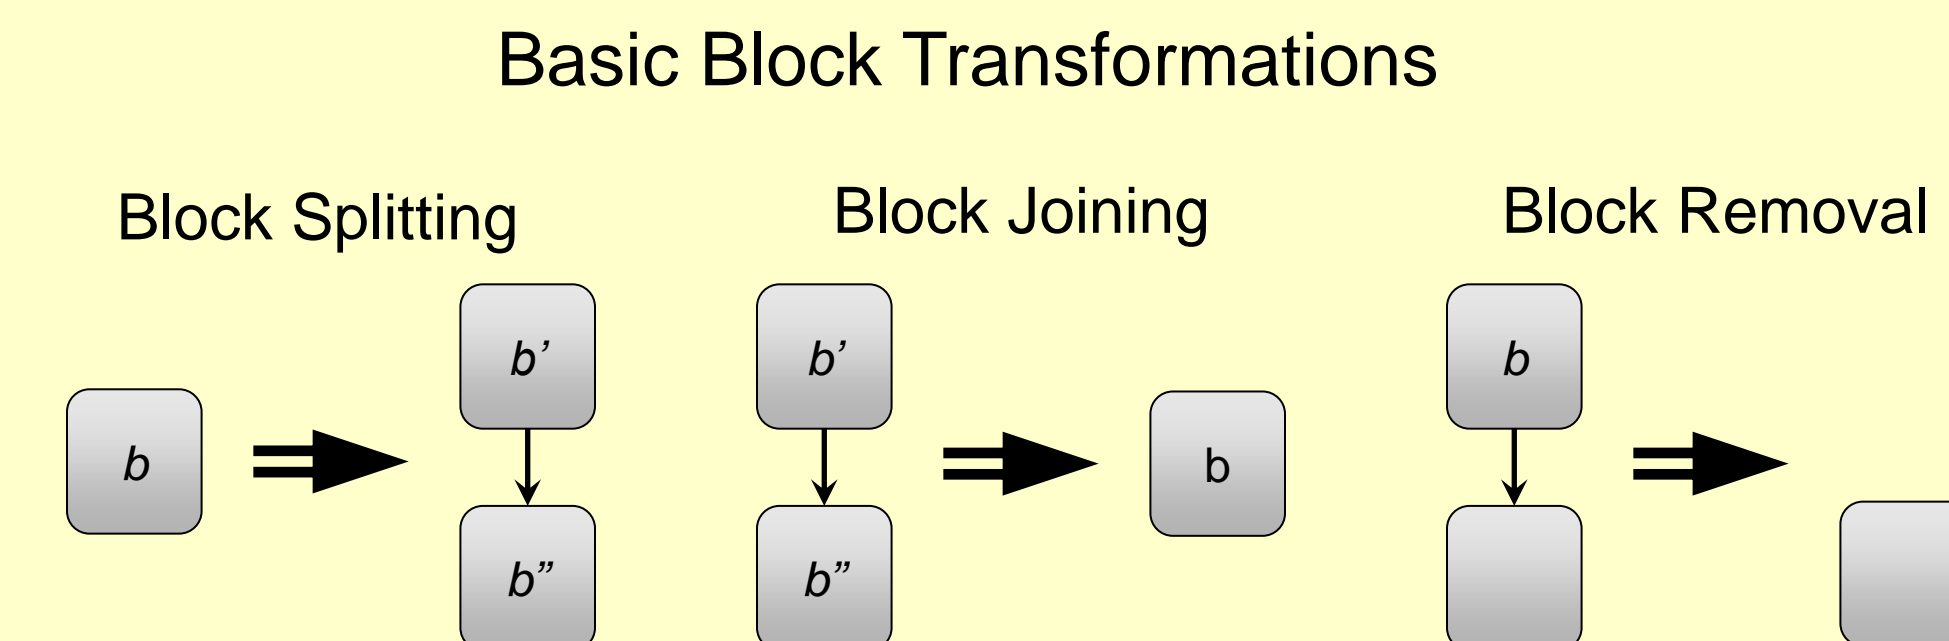 Basic Block Transformations
Block Splitting
Block Joining
Block Removal
b
b’
b”
b’
b”
b
b